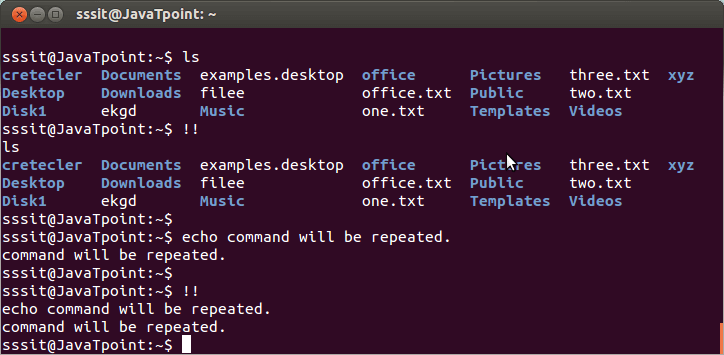 sssit@JavaTpoint: ~
sssit@JavaTpoint:~$ ls
cretecler  Documents  examples.desktop  office      Pictures   three.txt  xyz
Desktop    Downloads  filee             office.txt  Public     two.txt
Disk1      ekgd       Music             one.txt     Templates  Videos
sssit@JavaTpoint:~$ !!
ls
cretecler  Documents  examples.desktop  office      Pictures   three.txt  xyz
Desktop    Downloads  filee             office.txt  Public     two.txt
Disk1      ekgd       Music             one.txt     Templates  Videos
sssit@JavaTpoint:~$
sssit@JavaTpoint:~$ echo command will be repeated.
command will be repeated.
sssit@JavaTpoint:~$
sssit@JavaTpoint:~$ !!
echo command will be repeated.
command will be repeated.
sssit@JavaTpoint:~$